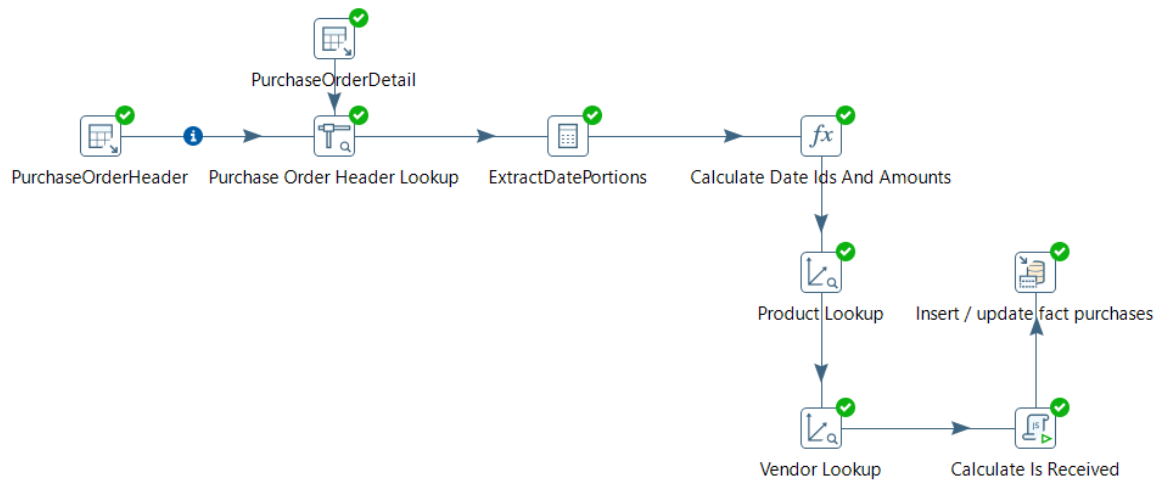 PurchaseOrderDetail
PurchaseOrderHeader
Purchase Order Header Lookup
ExtractDatePortions
Calculate Date Ids And Amounts
Product Lookup
Insert / update fact purchases
Vendor Lookup
Calculate Is Received